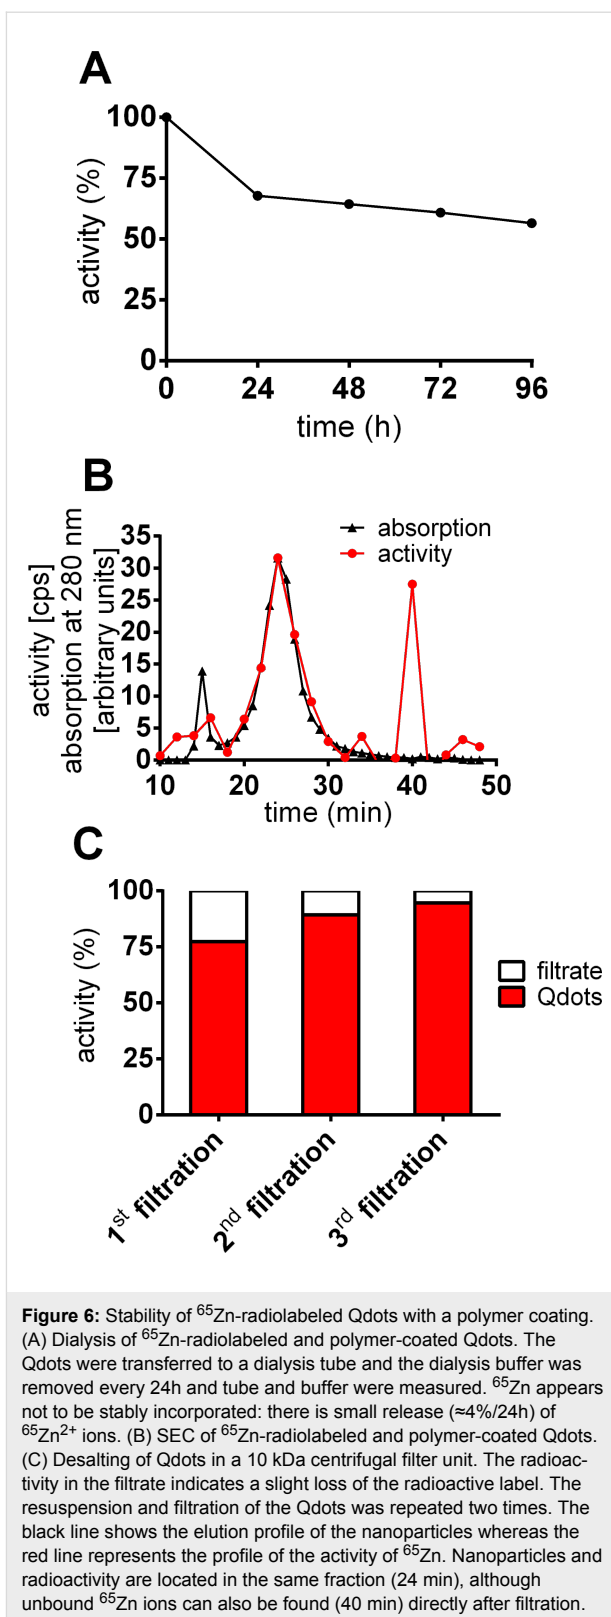 A
100
75
50
25
0
activity (%)
0 24 48 72 96
time (h)
B
absorption
activity
35
30
25
20
15
10
5
0
activity [cps]
absorption at 280 nm
[arbitrary units]
10 20 30 40 50
time (min)
C
100
75
50
25
0
activity (%)
filtrate
Qdots
1st filtration
2nd filtration
3rd filtration
Figure 6: Stability of 65Zn-radiolabeled Qdots with a polymer coating.
(A) Dialysis of 65Zn-radiolabeled and polymer-coated Qdots. The
Qdots were transferred to a dialysis tube and the dialysis buffer was
removed every 24h and tube and buffer were measured. 65Zn appears
not to be stably incorporated: there is small release (≈4%/24h) of
65Zn2+ ions. (B) SEC of 65Zn-radiolabeled and polymer-coated Qdots.
(C) Desalting of Qdots in a 10 kDa centrifugal filter unit. The radioac-
tivity in the filtrate indicates a slight loss of the radioactive label. The
resuspension and filtration of the Qdots was repeated two times. The
black line shows the elution profile of the nanoparticles whereas the
red line represents the profile of the activity of 65Zn. Nanoparticles and
radioactivity are located in the same fraction (24 min), although
unbound 65Zn ions can also be found (40 min) directly after filtration.